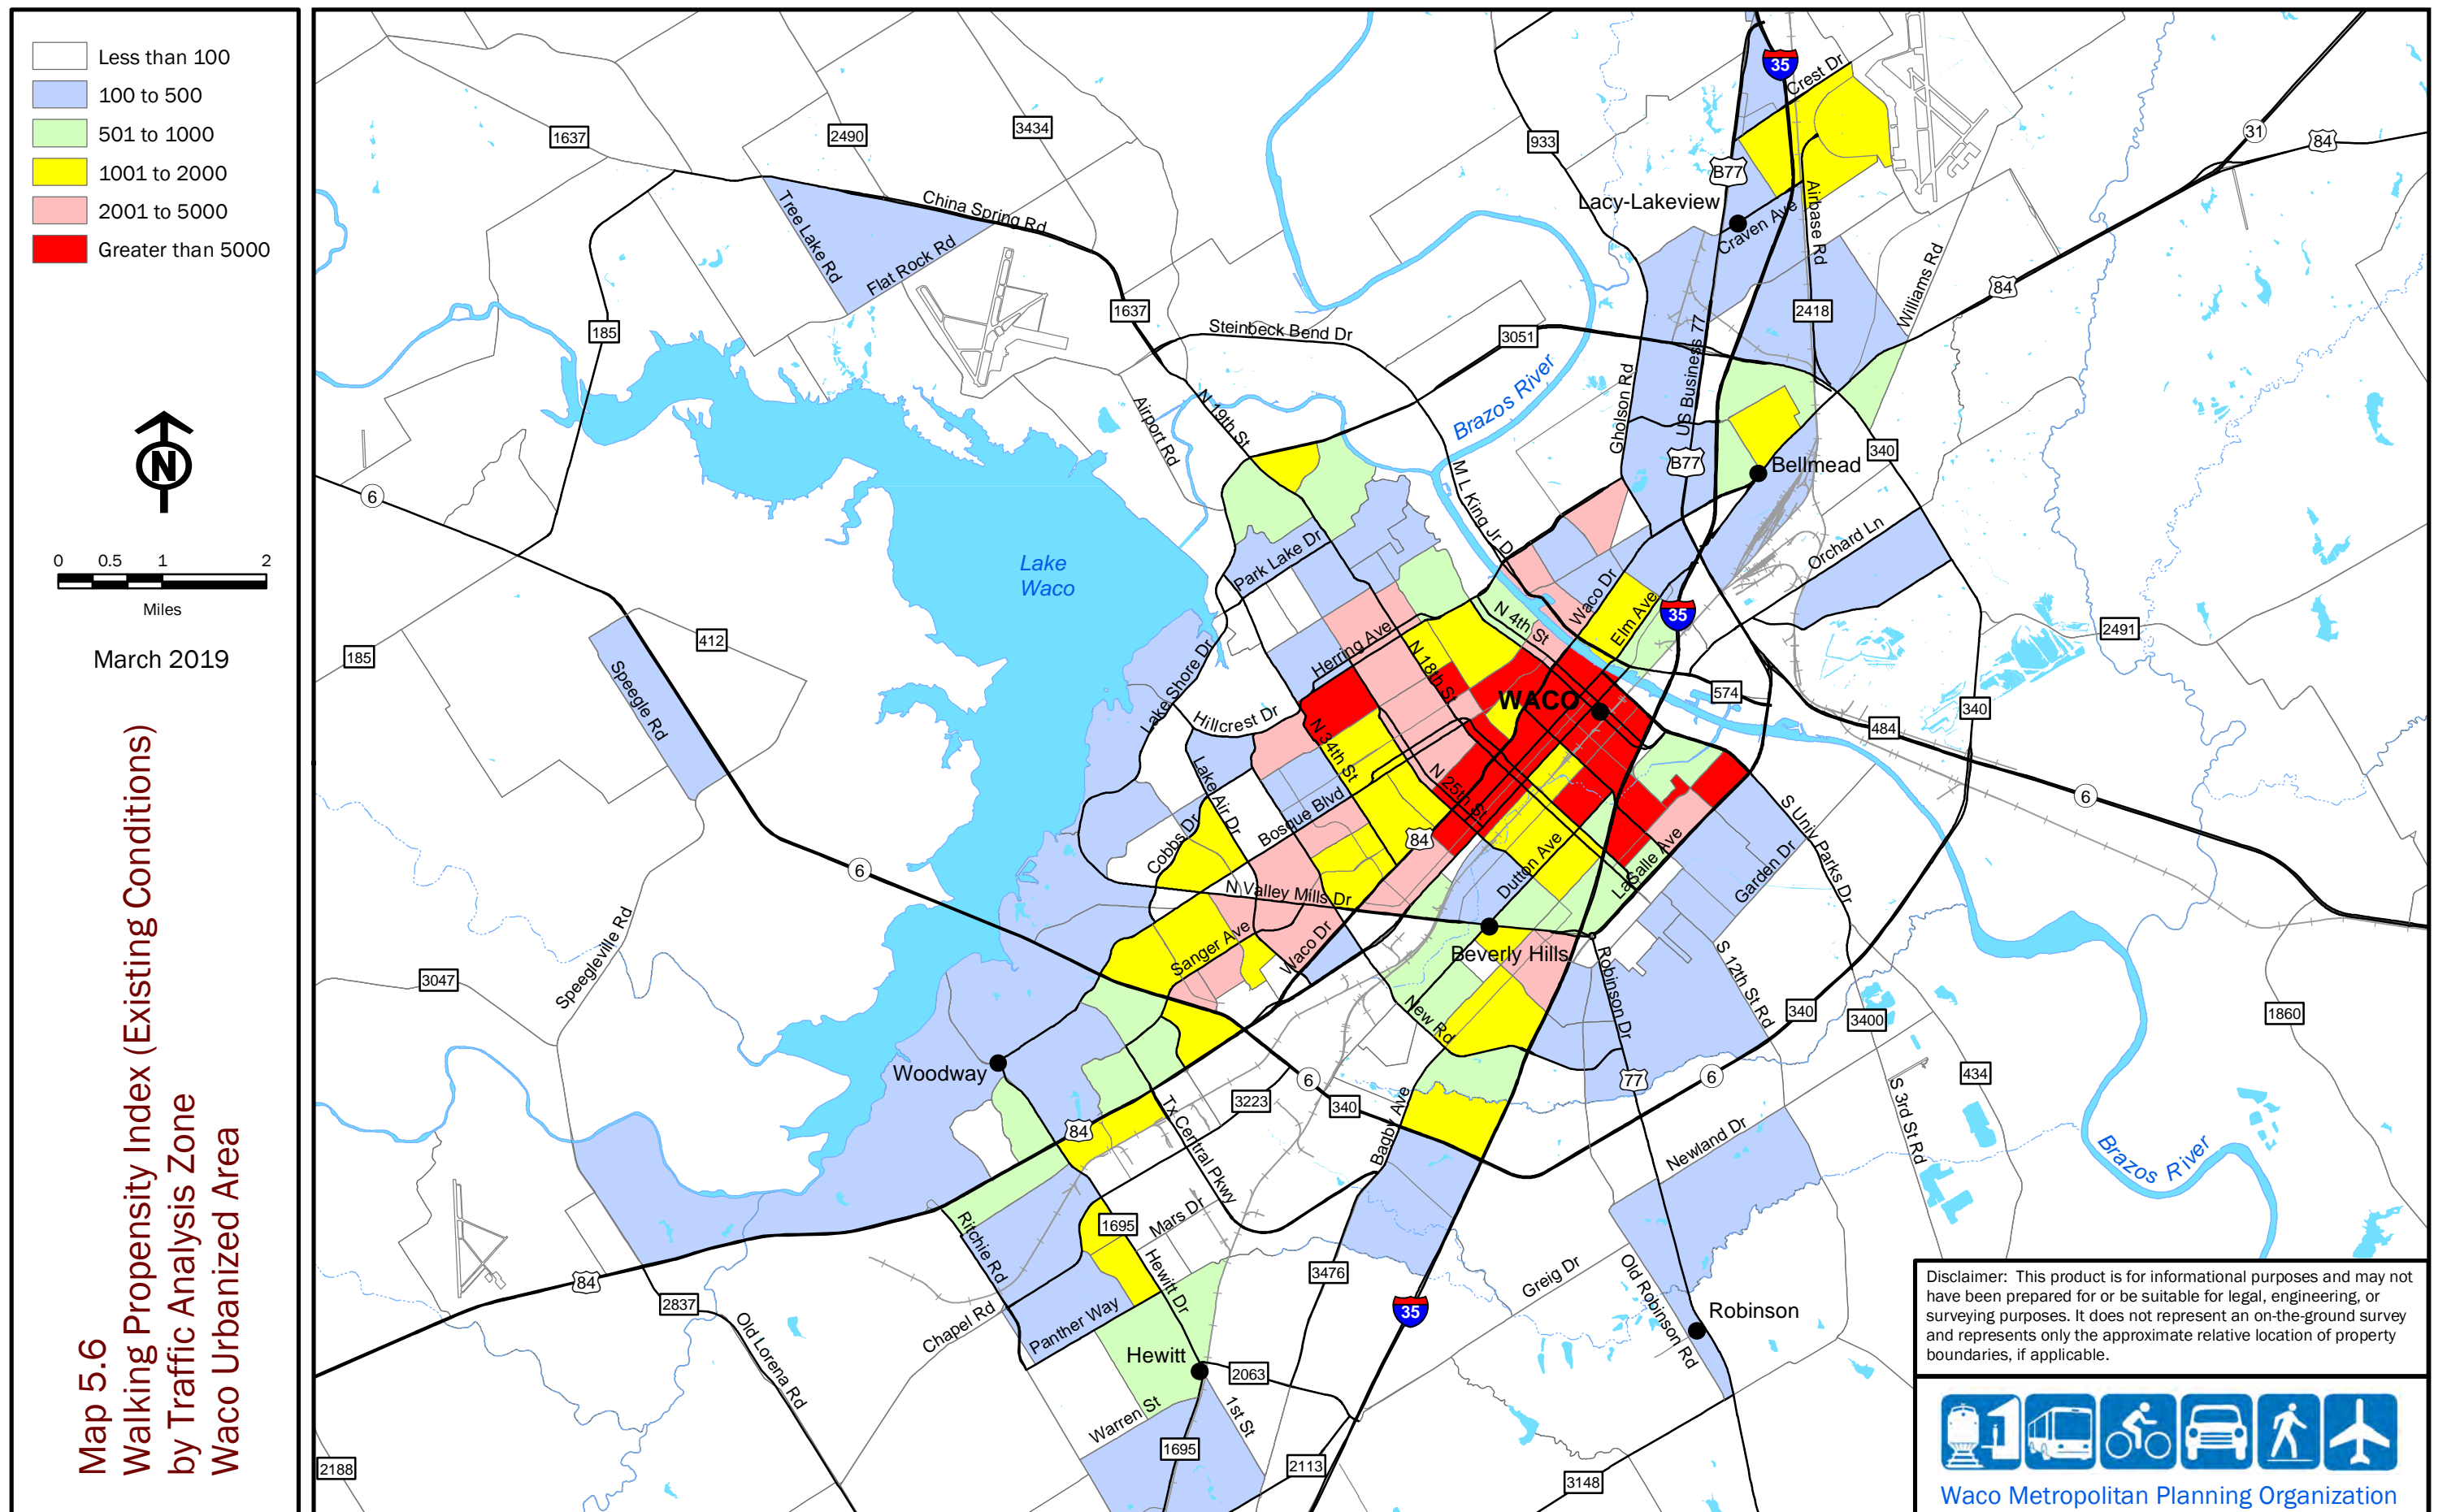 Less than 100
100 to 500
501 to 1000
1001 to 2000
2001 to 5000
Greater than 5000
N
0 0.5 1 2
Miles
March 2019
Map 5.6
Walking Propensity Index (Existing Conditions)
by Traffic Analysis Zone
Waco Urbanized Area
35
Crest Dr
31
84
1637
2490
3434
933
B77
Airbase Rd
Lacy-Lakeview
Craven Ave
China Spring Rd
Tree Lake Rd
Flat Rock Rd
Williams Rd
84
185
1637
Steinbeck Bend Dr
3051
2418
US Business 77
Gholson Rd
Brazos River
Airport Rd
N 19th St
340
B77
Bellmead
6
M L King Jr D
Orchard Ln
Lake
Waco
Park Lake Dr
Waco Dr
Elm Ave
35
N 4th St
2491
412
185
Herring Ave
N 18th St
Speegle Rd
Lake Shore Dr
WACO
574
340
484
Hillcrest Dr
N 34th St
Lake Air Dr
N 25th St
6
Bosque Blvd
Cobbs Dr
84
S Univ Parks Dr
6
Dutton Ave
LaSalle Ave
Garden Dr
N Valley Mills Dr
Speegleville Rd
Sanger Ave
Waco Dr
Beverly Hills
Robinson Dr
S 12th St Rd
3047
New Rd
340
3400
1860
Woodway
6
77
6
434
3223
340
84
Tx Central Pkwy
Bagby Ave
S 3rd St Rd
Newland Dr
Brazos River
1695
Mars Dr
Ritchie Rd
Hewitt Dr
3476
Greig Dr
Old Robinson Rd
84
2837
Old Lorena Rd
Chapel Rd
Panther Way
35
Robinson
Hewitt
2063
Warren St
1st St
1695
2188
2113
3148
Disclaimer: This product is for informational purposes and may not
have been prepared for or be suitable for legal, engineering, or
surveying purposes. It does not represent an on-the-ground survey
and represents only the approximate relative location of property
boundaries, if applicable.
Waco Metropolitan Planning Organization